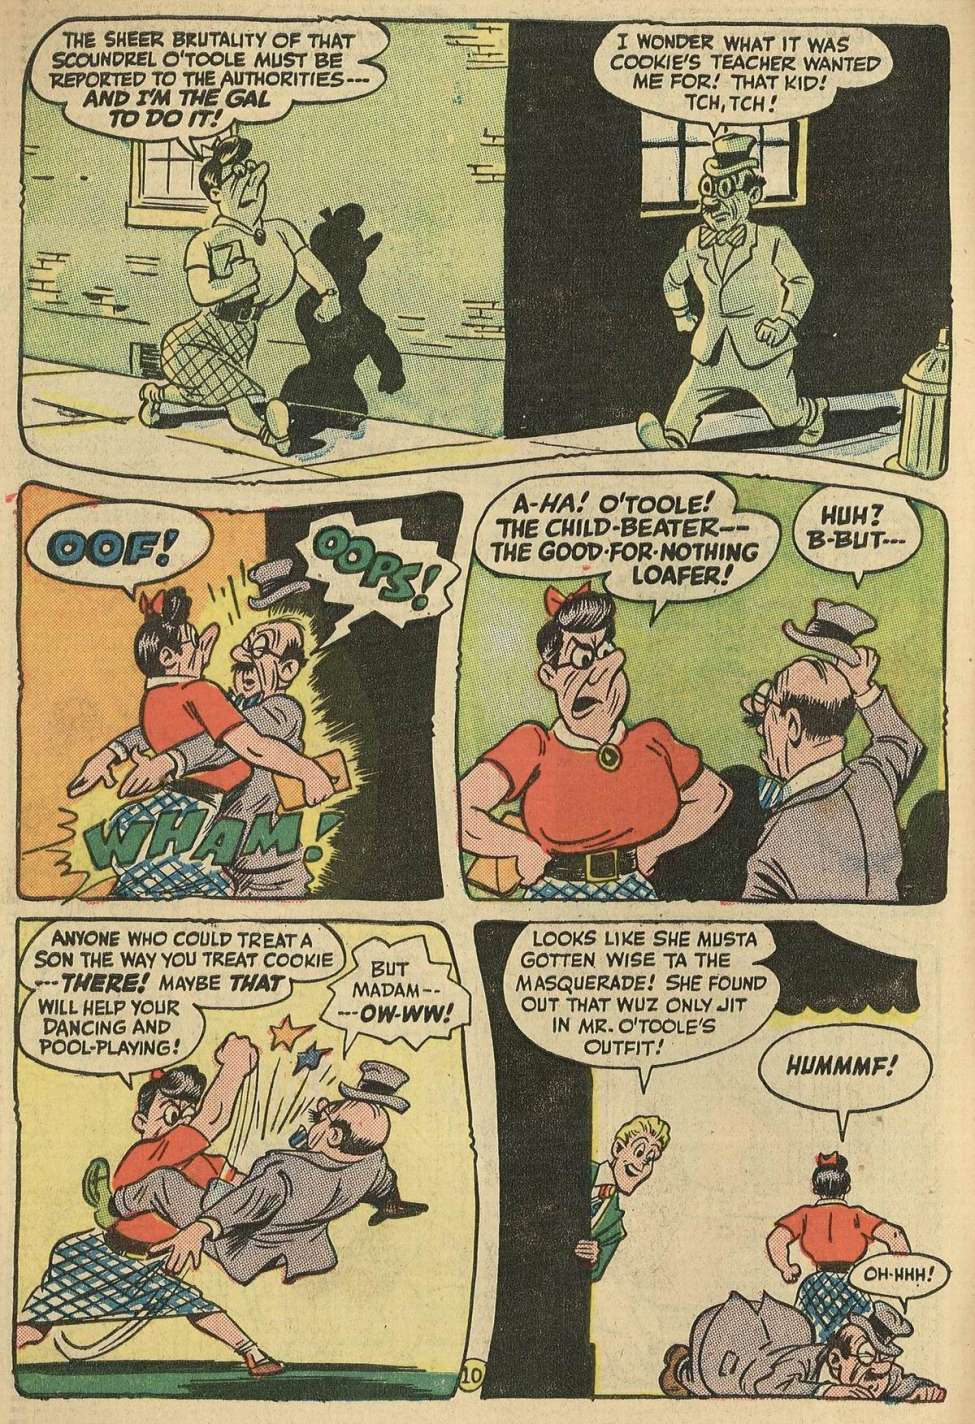 THE SHEER BRUTALITY OF THAT
SCOUNDREL O'TOOLE MUST BE
REPORTED TO THE AUTHORITIES---
AND I'M THE GAL
TO DO IT!
I WONDER WHAT IT WAS
COOKIE'S TEACHER WANTED
ME FOR! THAT KID!
TCH, TCH!
OOF!
OOPS!
WHAM!
A-HA! O'TOOLE!
THE CHILD-BEATER--
THE GOOD-FOR-NOTHING
LOAFER!
HUH?
B-BUT---
ANYONE WHO COULD TREAT A
SON THE WAY YOU TREAT COOKIE
---THERE! MAYBE THAT
WILL HELP YOUR
DANCING AND
POOL-PLAYING!
BUT
MADAM--
---OW-WW!
LOOKS LIKE SHE MUSTA
GOTTEN WISE TA THE
MASQUERADE! SHE FOUND
OUT THAT WUZ ONLY JIT
IN MR. O'TOOLE'S
OUTFIT!
HUMMMF!
OH-HHH!
10